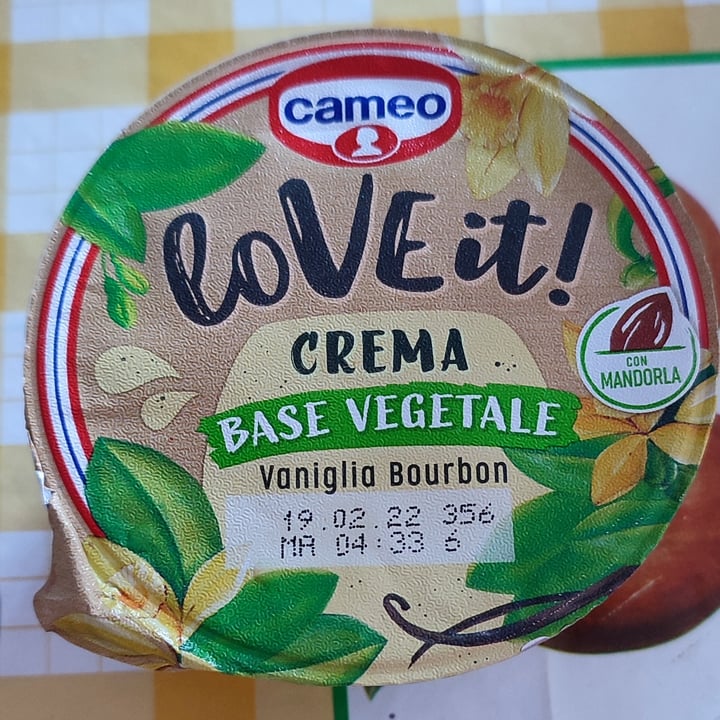 cameo
loVE it!
CREMA
CON
MANDORLA
BASE VEGETALE
Vaniglia Bourbon
19.02.22 356
MA 04:33 6